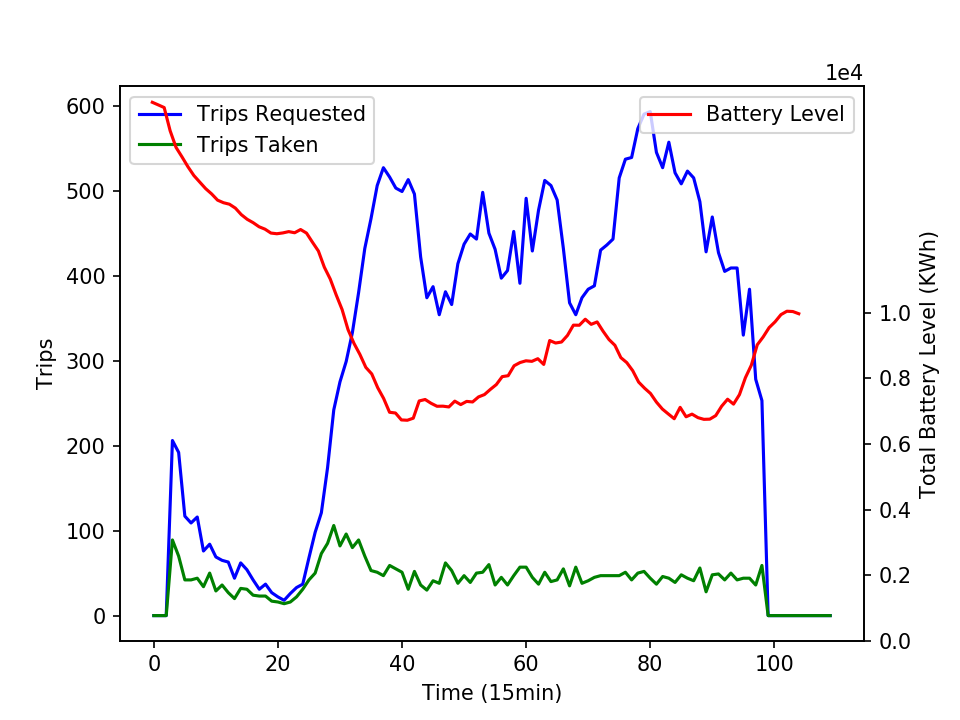 1e4
Trips Requested
Trips Taken
Battery Level
600
500
400
300
200
100
0
Trips
1.0
0.8
0.6
0.4
0.2
0.0
Total Battery Level (KWh)
0 20 40 60 80 100
Time (15min)